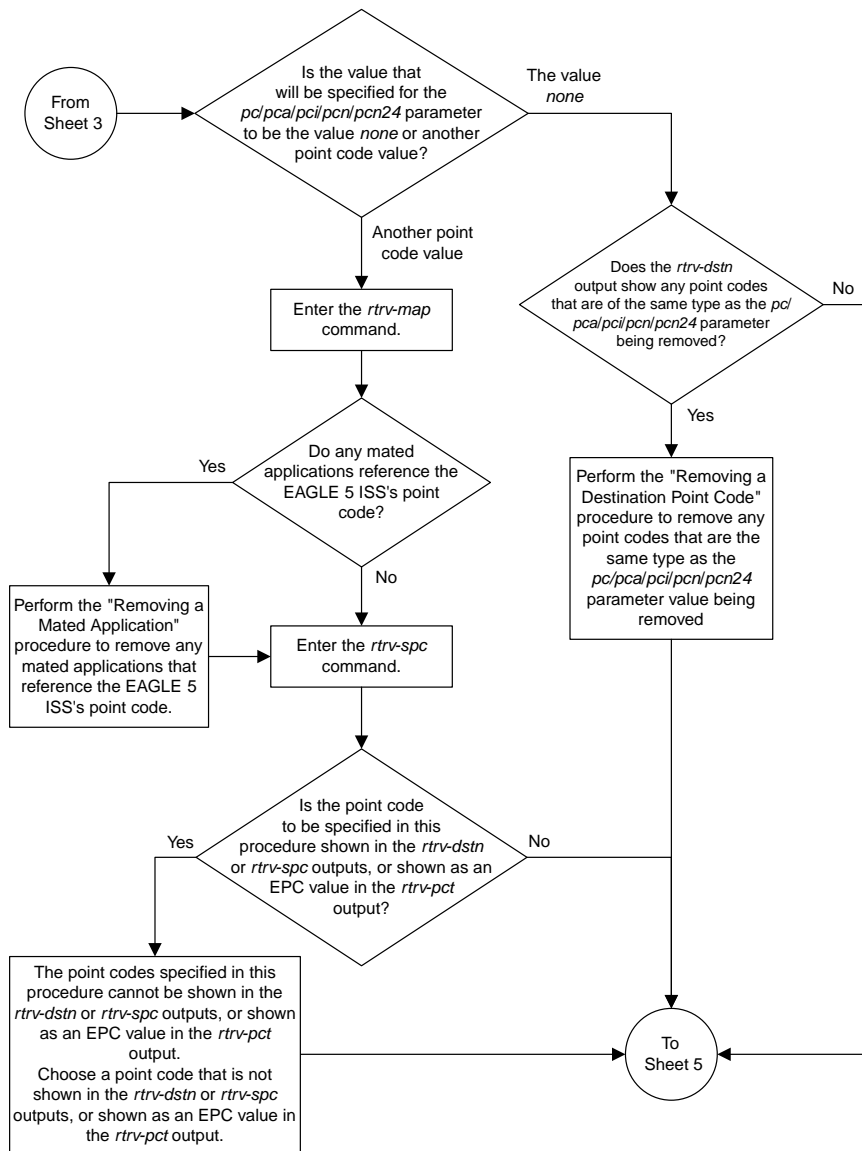 From
Sheet 3
Is the value that
will be specified for the
pc/pca/pci/pcn/pcn24 parameter
to be the value none or another
point code value?
The value
none
Another point
code value
Enter the rtrv-map
command.
Does the rtrv-dstn
output show any point codes
that are of the same type as the pc/
pca/pci/pcn/pcn24 parameter
being removed?
No
Yes
Do any mated
applications reference the
EAGLE 5 ISS's point
code?
Yes
No
Perform the "Removing a
Destination Point Code"
procedure to remove any
point codes that are the
same type as the
pc/pca/pci/pcn/pcn24
parameter value being
removed
Perform the "Removing a
Mated Application"
procedure to remove any
mated applications that
reference the EAGLE 5
ISS's point code.
Enter the rtrv-spc
command.
Is the point code
to be specified in this
procedure shown in the rtrv-dstn
or rtrv-spc outputs, or shown as an
EPC value in the rtrv-pct
output?
Yes
No
The point codes specified in this
procedure cannot be shown in the
rtrv-dstn or rtrv-spc outputs, or shown
as an EPC value in the rtrv-pct
output.
Choose a point code that is not
shown in the rtrv-dstn or rtrv-spc
outputs, or shown as an EPC value in
the rtrv-pct output.
To
Sheet 5